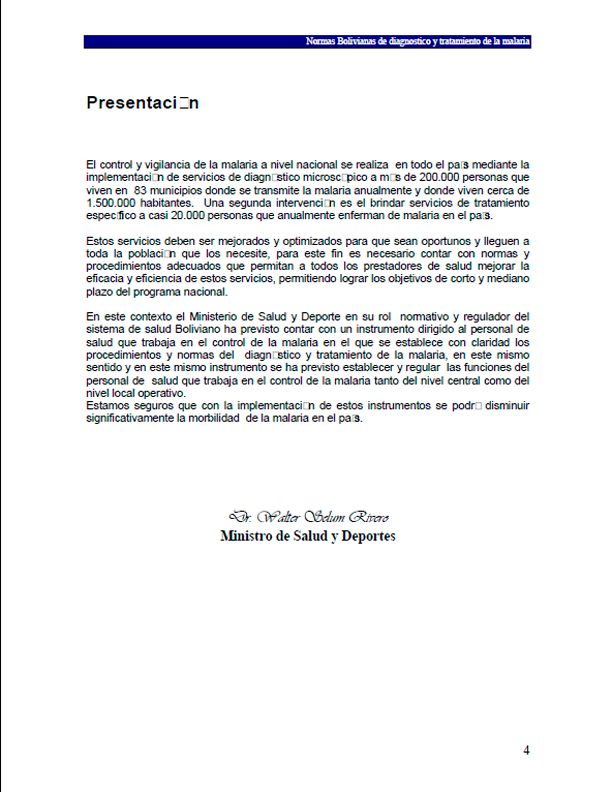 Normas Bolivianas de diagnostico y tratamiento de la malaria
Presentaci□n
El control y vigilancia de la malaria a nivel nacional se realiza en todo el pa□s mediante la
implementaci□n de servicios de diagn□stico microsc□pico a m□s de 200.000 personas que
viven en 83 municipios donde se transmite la malaria anualmente y donde viven cerca de
1.500.000 habitantes. Una segunda intervenci□n es el brindar servicios de tratamiento
espec□fico a casi 20.000 personas que anualmente enferman de malaria en el pa□s.
Estos servicios deben ser mejorados y optimizados para que sean oportunos y lleguen a
toda la poblaci□n que los necesite, para este fin es necesario contar con normas y
procedimientos adecuados que permitan a todos los prestadores de salud mejorar la
eficacia y eficiencia de estos servicios, permitiendo lograr los objetivos de corto y mediano
plazo del programa nacional.
En este contexto el Ministerio de Salud y Deporte en su rol normativo y regulador del
sistema de salud Boliviano ha previsto contar con un instrumento dirigido al personal de
salud que trabaja en el control de la malaria en el que se establece con claridad los
procedimientos y normas del diagn□stico y tratamiento de la malaria, en este mismo
sentido y en este mismo instrumento se ha previsto establecer y regular las funciones del
personal de salud que trabaja en el control de la malaria tanto del nivel central como del
nivel local operativo.
Estamos seguros que con la implementaci□n de estos instrumentos se podr□ disminuir
significativamente la morbilidad de la malaria en el pa□s.
Dr. Walter Selum Rivero
Ministro de Salud y Deportes
4